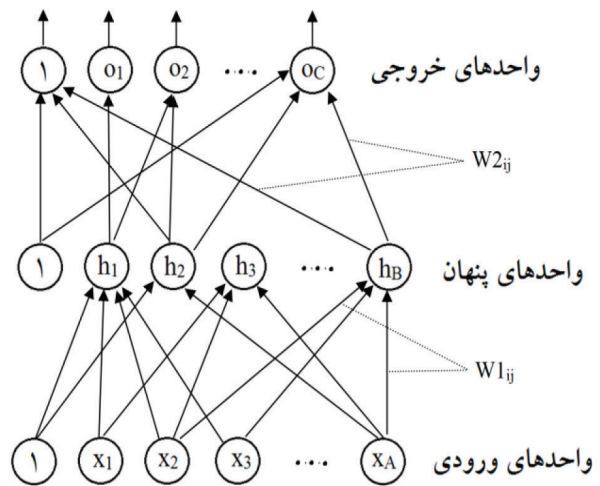 ۱ o1 o2 .... oC واحدهای خروجی
W2ij
۱ h1 h2 h3 .... hB واحدهای پنهان
W1ij
۱ x1 x2 x3 .... xA واحدهای ورودی